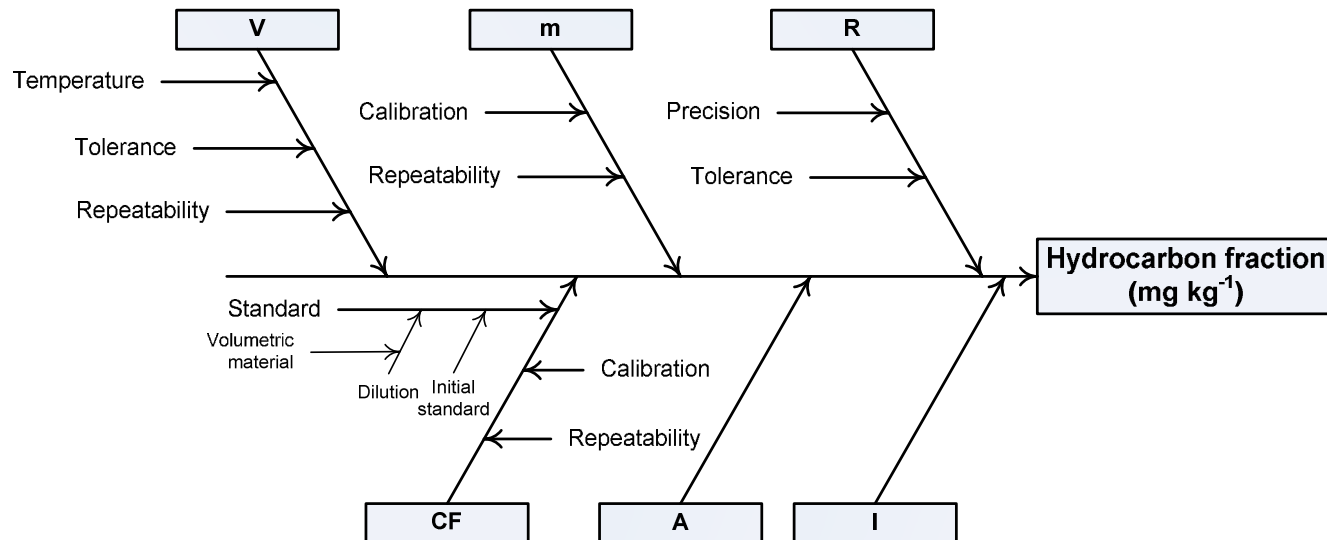 V
m
R
Temperature
Calibration
Precision
Tolerance
Repeatability
Tolerance
Repeatability
Hydrocarbon fraction
(mg kg⁻¹)
Standard
Volumetric
material
Calibration
Dilution
Initial
standard
Repeatability
CF
A
I